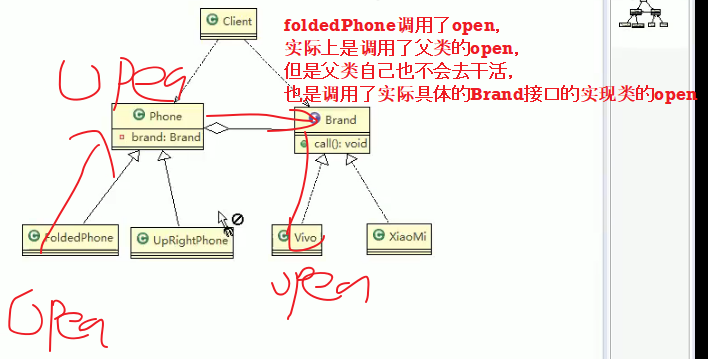 Client
foldedPhone调用了open,
实际上是调用了父类的open,
但是父类自己也不会去干活,
也是调用了实际具体的Brand接口的实现类的open
open
Phone
brand: Brand
Brand
call(): void
FoldedPhone
UpRightPhone
Vivo
XiaoMi
open
open